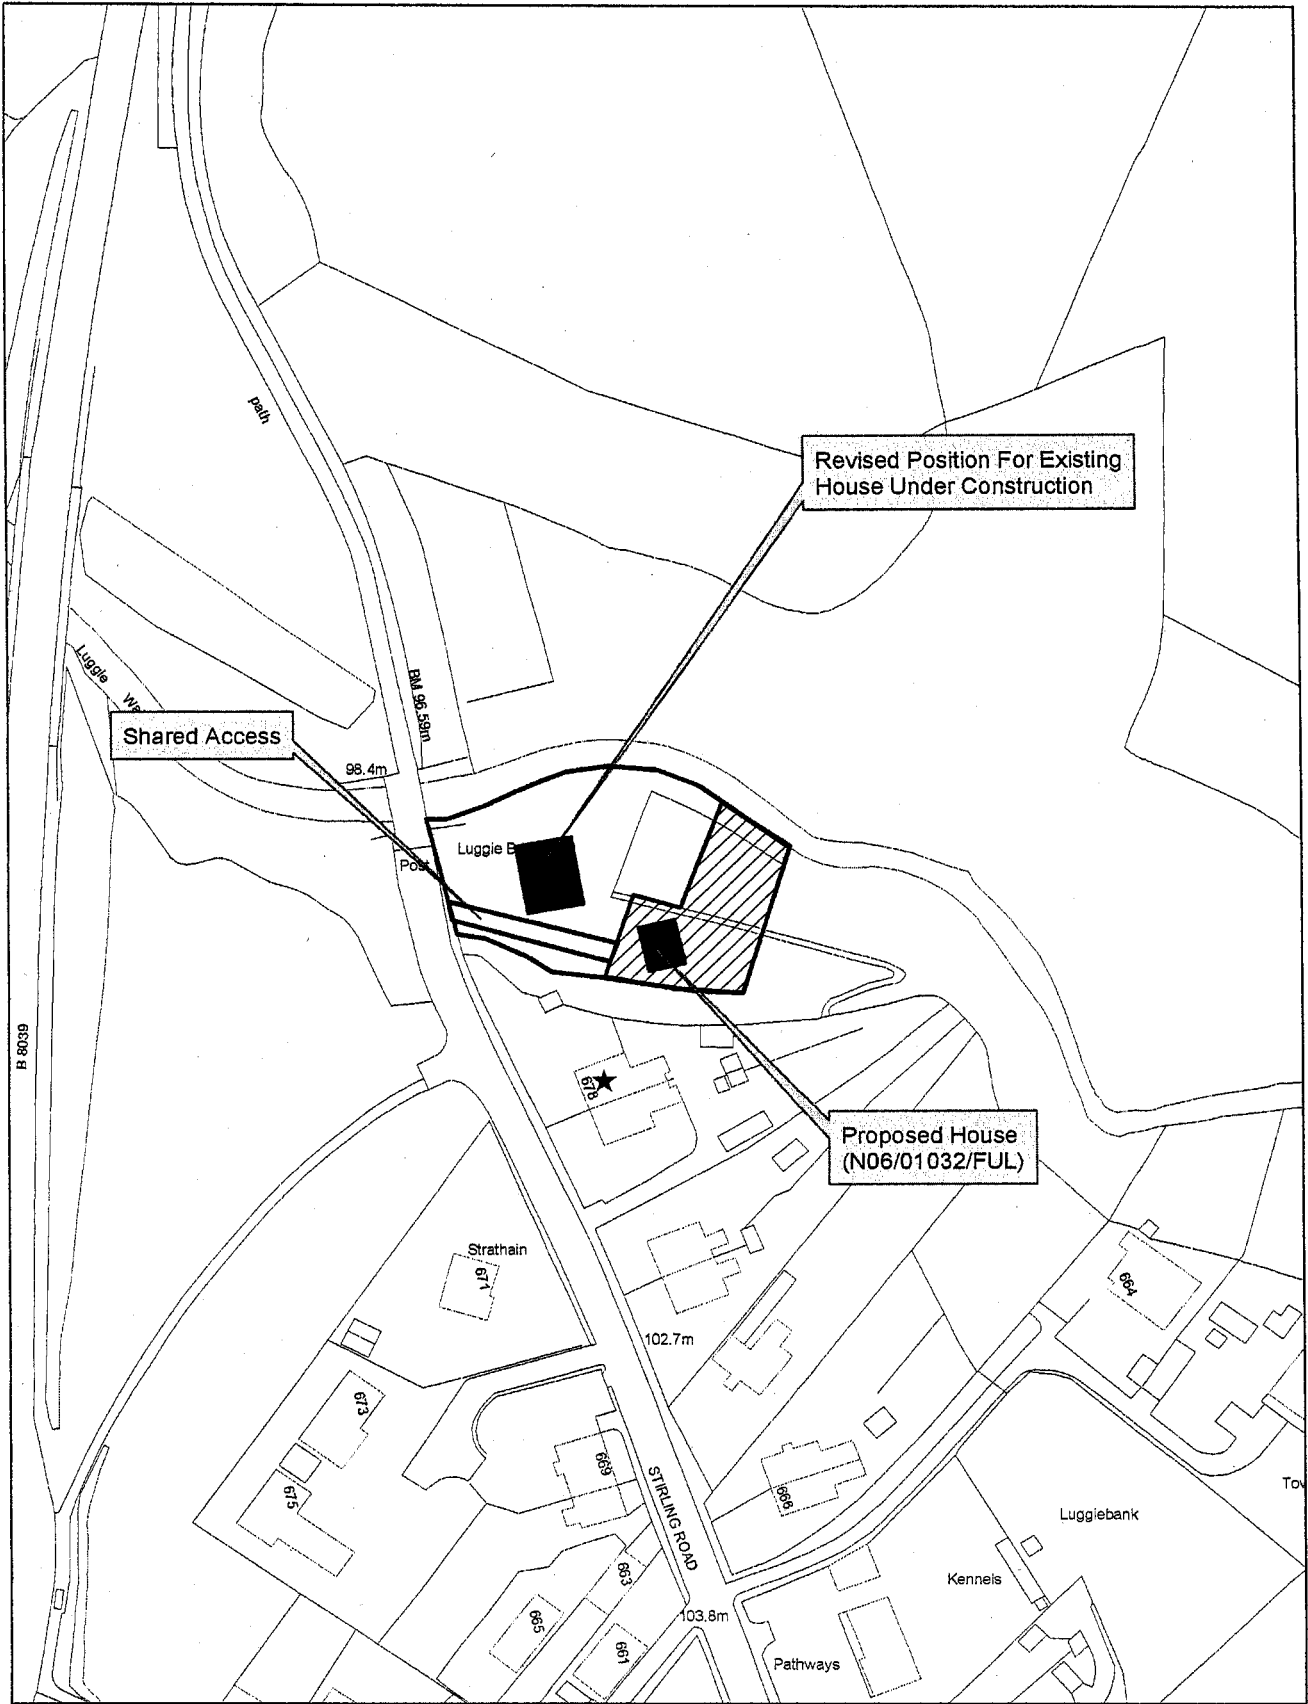 path
Revised Position For Existing
House Under Construction
Luggie
BM 96.59m
Shared Access
98.4m
Luggie B
Post
B 8039
678
Proposed House
(N06/01032/FUL)
Strathain
671
664
102.7m
673
669
675
666
STIRLING ROAD
Luggiebank
Kennels
663
665
661
103.8m
Pathways